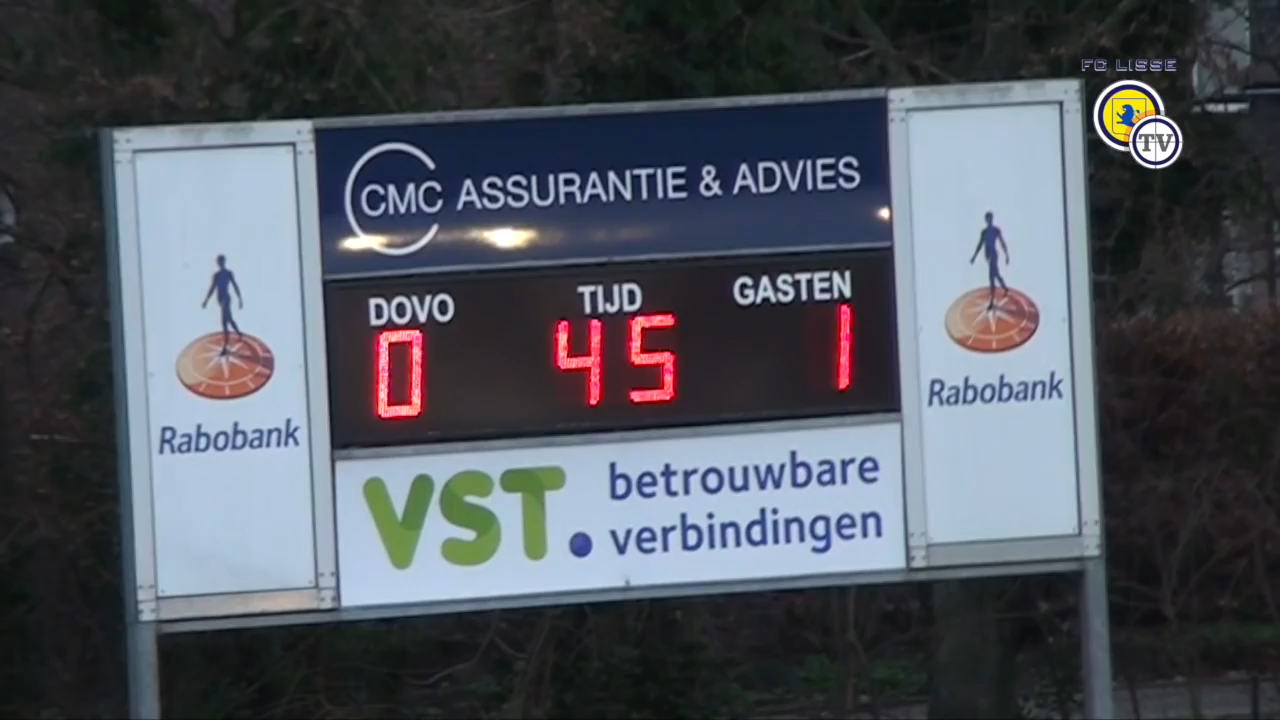 FC LISSE
TV
CMC ASSURANTIE & ADVIES
DOVO TIJD GASTEN
0 45 1
Rabobank
Rabobank
VST.
betrouwbare
verbindingen